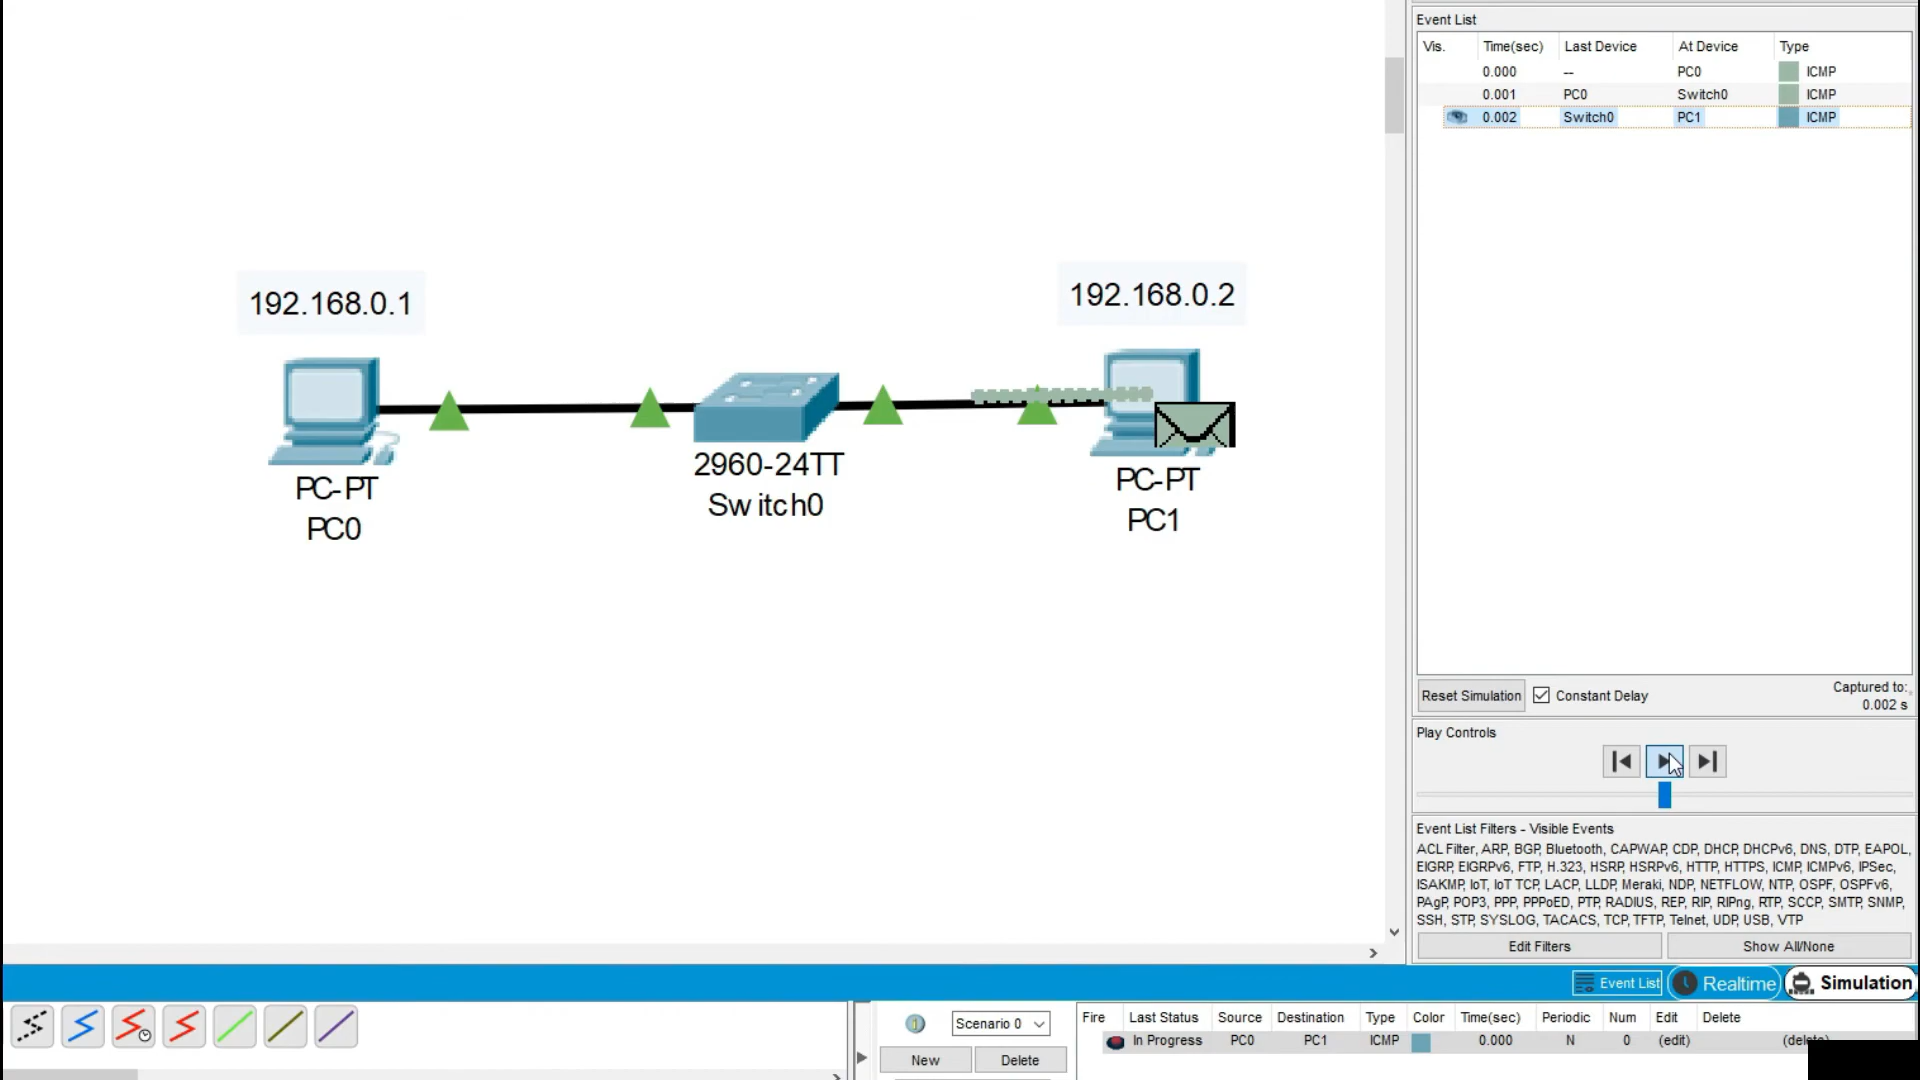 Event List
Vis. Time(sec) Last Device At Device Type
0.000 -- PC0 ICMP
0.001 PC0 Switch0 ICMP
0.002 Switch0 PC1 ICMP
192.168.0.1
192.168.0.2
PC-PT
PC0
2960-24TT
Switch0
PC-PT
PC1
Reset Simulation Constant Delay Captured to:
0.002 s
Play Controls
Event List Filters - Visible Events
ACL Filter, ARP, BGP, Bluetooth, CAPWAP, CDP, DHCP, DHCPv6, DNS, DTP, EAPOL,
EIGRP, EIGRPv6, FTP, H.323, HSRP, HSRPv6, HTTP, HTTPS, ICMP, ICMPv6, IPSec,
ISAKMP, IoT, IoT TCP, LACP, LLDP, Meraki, NDP, NETFLOW, NTP, OSPF, OSPFv6,
PAgP, POP3, PPP, PPPoED, PTP, RADIUS, REP, RIP, RIPng, RTP, SCCP, SMTP, SNMP,
SSH, STP, SYSLOG, TACACS, TCP, TFTP, Telnet, UDP, USB, VTP
Edit Filters Show All/None
Event List Realtime Simulation
Scenario 0
New Delete
Fire Last Status Source Destination Type Color Time(sec) Periodic Num Edit Delete
In Progress PC0 PC1 ICMP 0.000 N 0 (edit) (delete)